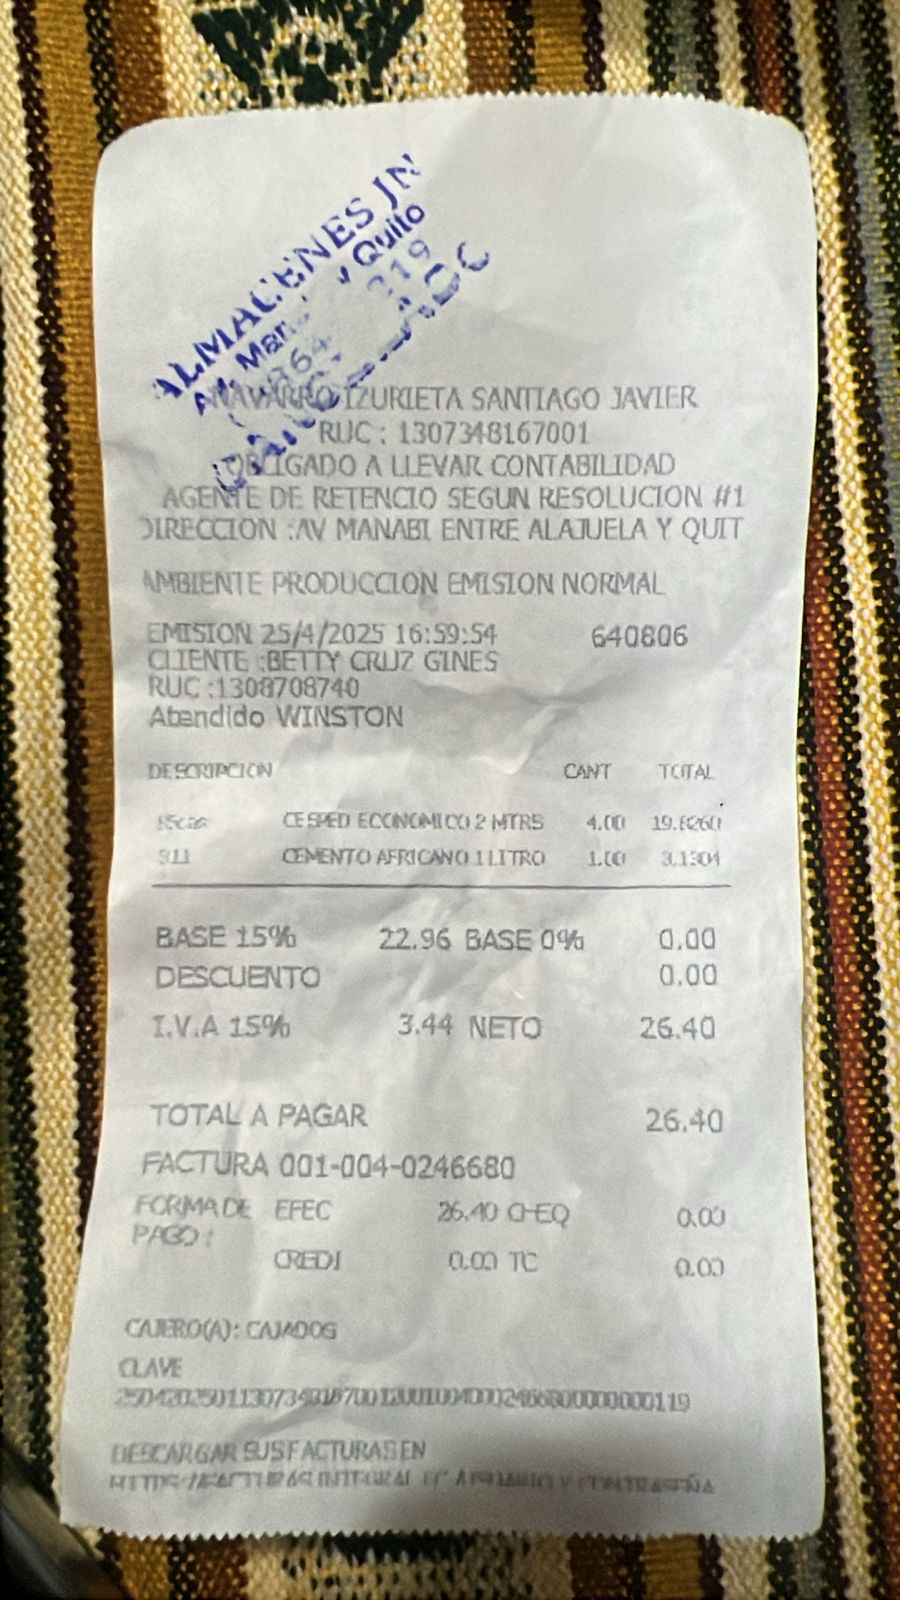 ALMACENES JN
Quito
NAVARRO IZURIETA SANTIAGO JAVIER
RUC : 1307348167001
OBLIGADO A LLEVAR CONTABILIDAD
AGENTE DE RETENCIO SEGUN RESOLUCION #1
DIRECCION :AV MANABI ENTRE ALAJUELA Y QUIT
AMBIENTE PRODUCCION EMISION NORMAL
EMISION 25/4/2025 16:59:54 640806
CLIENTE :BETTY CRUZ GINES
RUC :1308708740
Atendido WINSTON
DESCRIPCION CANT TOTAL
CESPED ECONOMICO 2 MTRS 4.00
CEMENTO AFRICANO 1 LITRO 1.00 3.1304
BASE 15% 22.96 BASE 0% 0.00
DESCUENTO 0.00
I.V.A 15% 3.44 NETO 26.40
TOTAL A PAGAR 26.40
FACTURA 001-004-0246680
FORMA DE EFEC 26.40 CHEQ 0.00
PAGO :
CREDI 0.00 TC 0.00
CAJERO(A): CAJADOS
CLAVE
DESCARGAR SUS FACTURAS EN